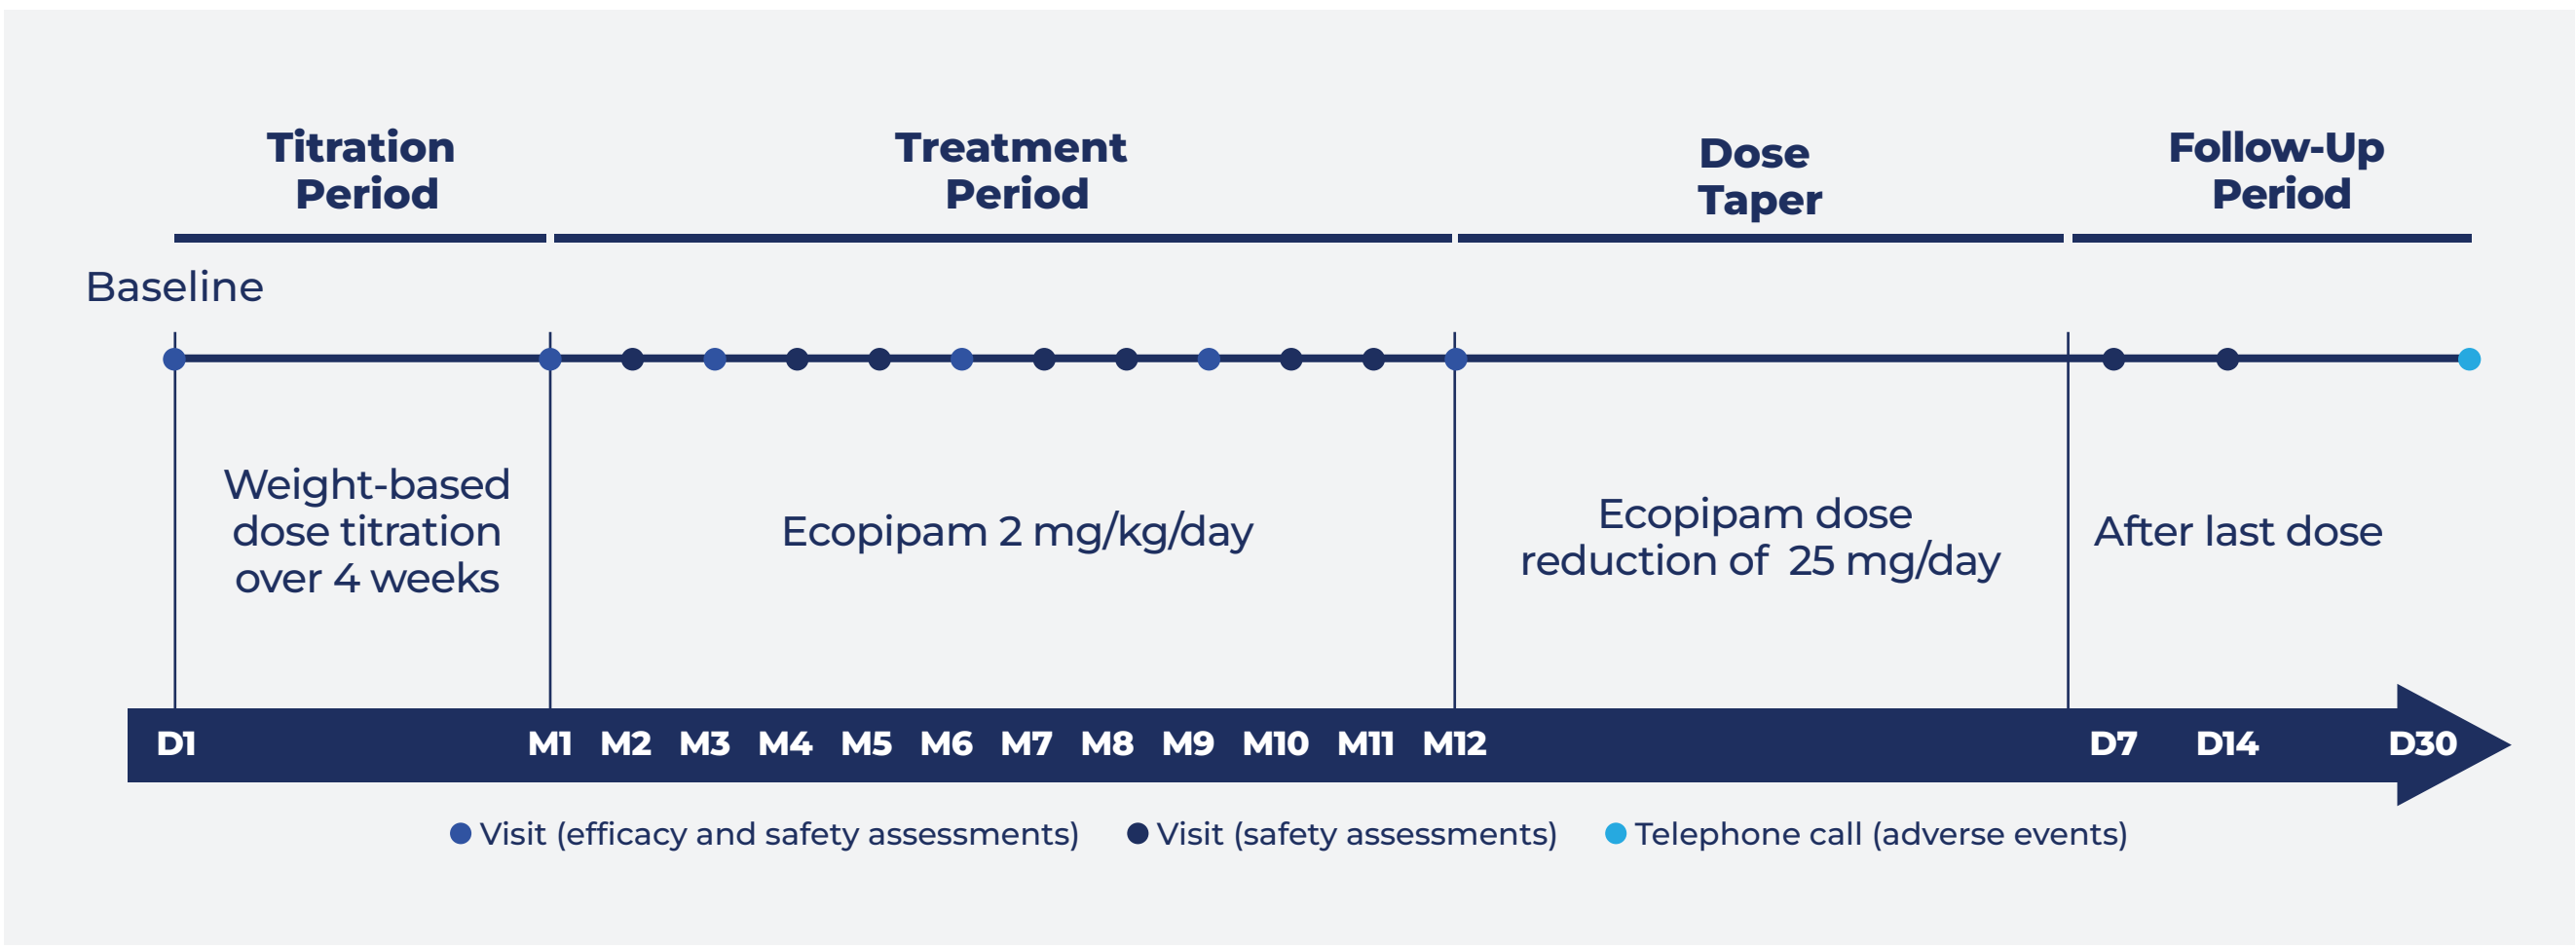 Titration
Period
Treatment
Period
Dose
Taper
Follow-Up
Period
Baseline
Weight-based
dose titration
over 4 weeks
Ecopipam 2 mg/kg/day
Ecopipam dose
reduction of 25 mg/day
After last dose
D1 M1 M2 M3 M4 M5 M6 M7 M8 M9 M10 M11 M12 D7 D14 D30
Visit (efficacy and safety assessments) Visit (safety assessments) Telephone call (adverse events)